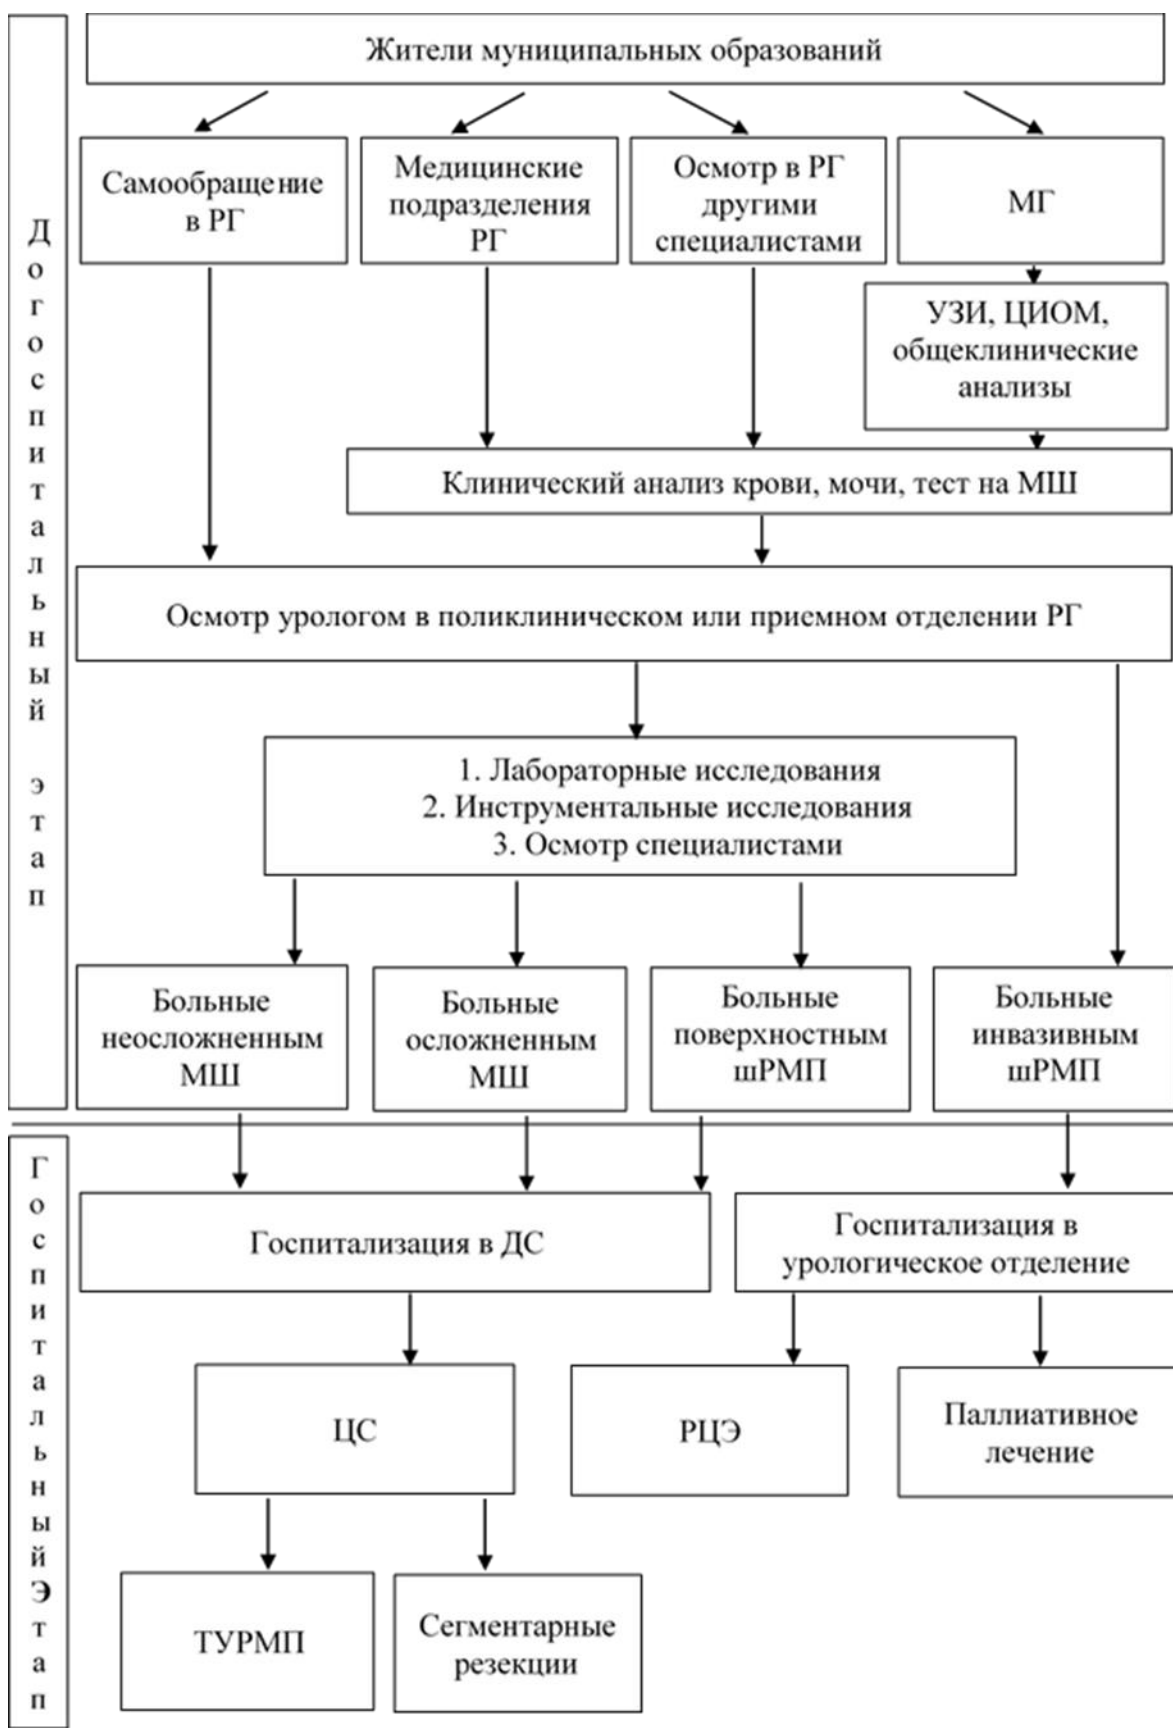 Жители муниципальных образований
Самообращение
в РГ
Медицинские
подразделения
РГ
Осмотр в РГ
другими
специалистами
МГ
УЗИ, ЦИОМ,
общеклинические
анализы
Клинический анализ крови, мочи, тест на МШ
Осмотр урологом в поликлиническом или приемном отделении РГ
1. Лабораторные исследования
2. Инструментальные исследования
3. Осмотр специалистами
Больные
неосложненным
МШ
Больные
осложненным
МШ
Больные
поверхностным
шРМП
Больные
инвазивным
шРМП
Догоспитальный этап
Госпитализация в ДС
Госпитализация в
урологическое отделение
ЦС
РЦЭ
Паллиативное
лечение
ТУРМП
Сегментарные
резекции
Госпитальный Этап